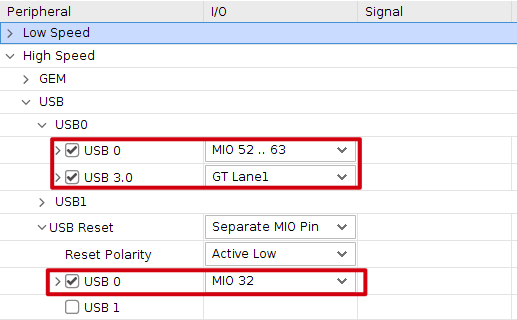 Peripheral I/O Signal
Low Speed
High Speed
GEM
USB
USB0
USB 0 MIO 52 .. 63
USB 3.0 GT Lane1
USB1
USB Reset Separate MIO Pin
Reset Polarity Active Low
USB 0 MIO 32
USB 1